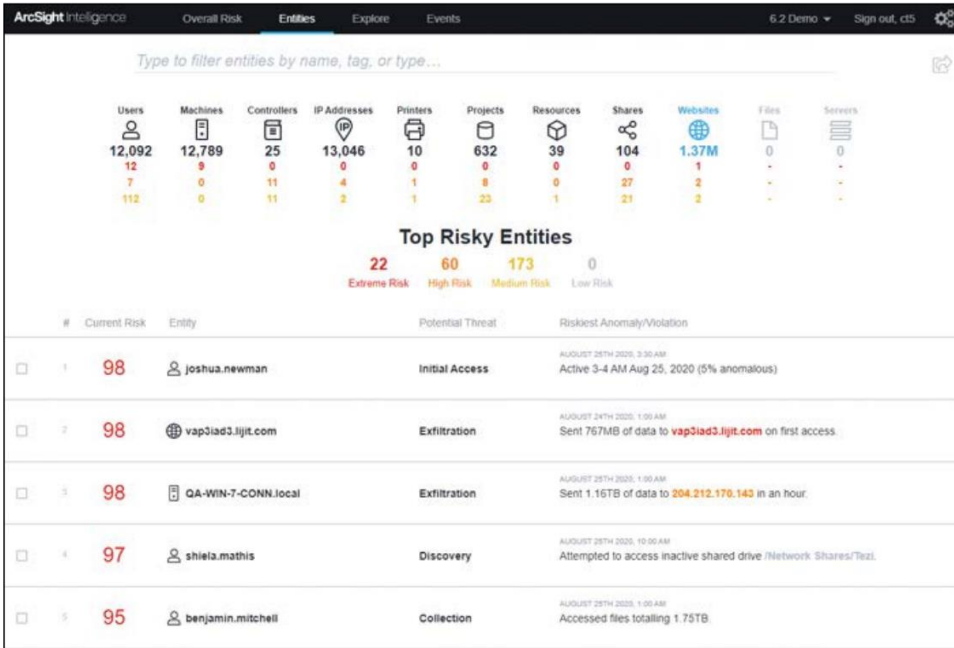 ArcSight Intelligence Overall Risk Entities Explore Events 6.2 Demo Sign out, ct5
Type to filter entities by name, tag, or type...
Users Machines Controllers IP Addresses Printers Projects Resources Shares Websites Files Servers
IP
12,092 12,789 25 13,046 10 632 39 104 1.37M 0 0
12 9 0 0 0 0 0 0 1 - -
7 0 11 4 1 8 0 27 2 - -
112 0 11 2 1 23 1 21 2 - -
Top Risky Entities
22 60 173 0
Extreme Risk High Risk Medium Risk Low Risk
# Current Risk Entity Potential Threat Riskiest Anomaly/Violation
AUGUST 25TH 2020, 3:30 AM
1 98 joshua.newman Initial Access Active 3-4 AM Aug 25, 2020 (5% anomalous)
AUGUST 24TH 2020, 1:00 AM
2 98 vap3iad3.lijit.com Exfiltration Sent 767MB of data to vap3iad3.lijit.com on first access.
AUGUST 25TH 2020, 1:00 AM
3 98 QA-WIN-7-CONN.local Exfiltration Sent 1.16TB of data to 204.212.170.143 in an hour.
AUGUST 25TH 2020, 10:00 AM
4 97 shiela.mathis Discovery Attempted to access inactive shared drive /Network Shares/Tezi.
AUGUST 25TH 2020, 1:00 AM
5 95 benjamin.mitchell Collection Accessed files totalling 1.75TB.